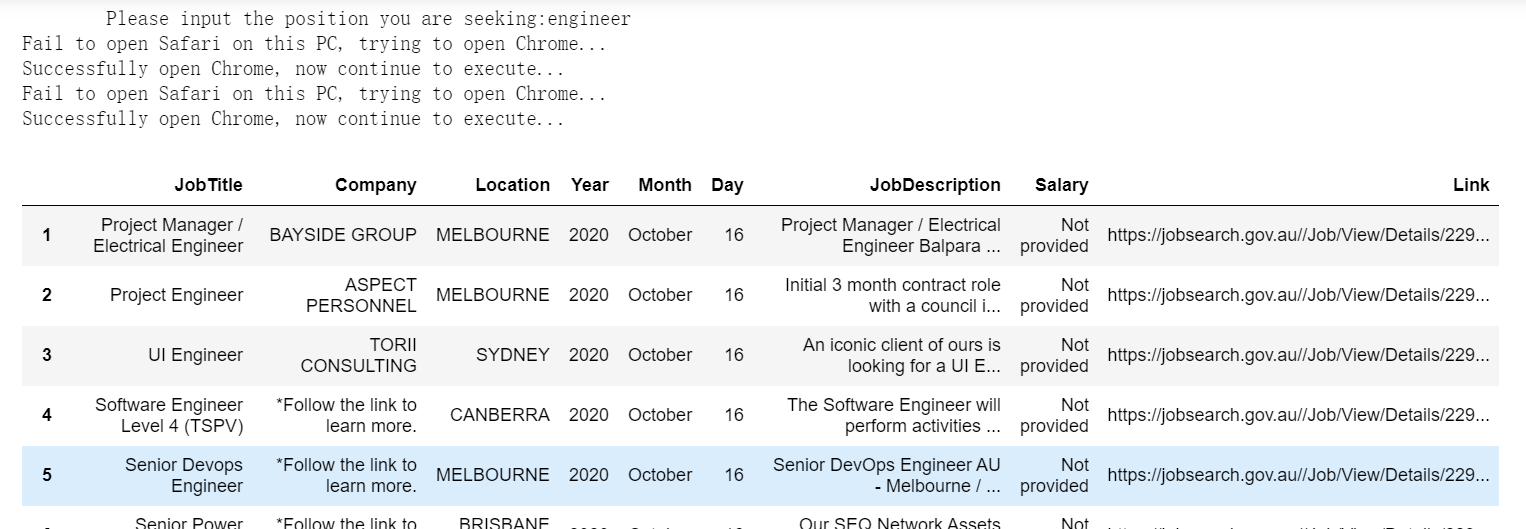 Please input the position you are seeking:engineer
Fail to open Safari on this PC, trying to open Chrome...
Successfully open Chrome, now continue to execute...
Fail to open Safari on this PC, trying to open Chrome...
Successfully open Chrome, now continue to execute...
JobTitle Company Location Year Month Day JobDescription Salary Link
1 Project Manager / Electrical Engineer BAYSIDE GROUP MELBOURNE 2020 October 16 Project Manager / Electrical Engineer Balpara ... Not provided https://jobsearch.gov.au//Job/View/Details/229...
2 Project Engineer ASPECT PERSONNEL MELBOURNE 2020 October 16 Initial 3 month contract role with a council i... Not provided https://jobsearch.gov.au//Job/View/Details/229...
3 UI Engineer TORII CONSULTING SYDNEY 2020 October 16 An iconic client of ours is looking for a UI E... Not provided https://jobsearch.gov.au//Job/View/Details/229...
4 Software Engineer Level 4 (TSPV) *Follow the link to learn more. CANBERRA 2020 October 16 The Software Engineer will perform activities ... Not provided https://jobsearch.gov.au//Job/View/Details/229...
5 Senior Devops Engineer *Follow the link to learn more. MELBOURNE 2020 October 16 Senior DevOps Engineer AU - Melbourne / ... Not provided https://jobsearch.gov.au//Job/View/Details/229...
Senior Power *Follow the link to BRISBANE Our SEQ Network Assets Not